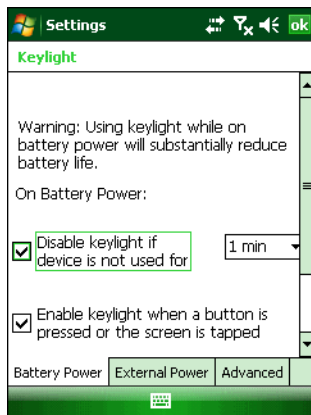 Settings
ok
Keylight
Warning: Using keylight while on
battery power will substantially reduce
battery life.
On Battery Power:
Disable keylight if
device is not used for
1 min
Enable keylight when a button is
pressed or the screen is tapped
Battery Power External Power Advanced